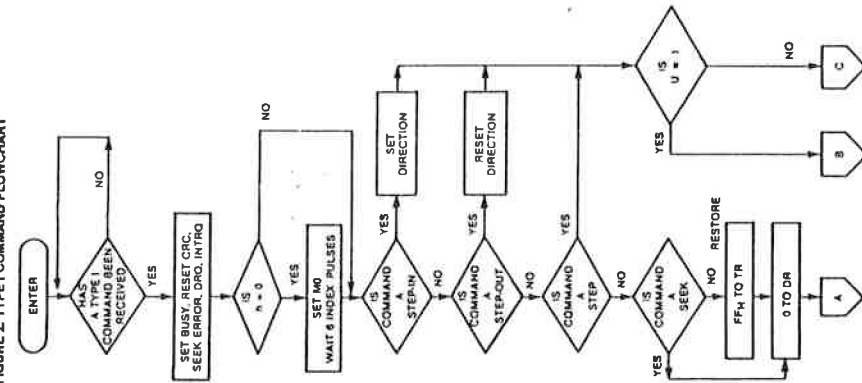 FIGURE 2 TYPE 1 COMMAND FLOWCHART
ENTER
HAS
A TYPE 1
COMMAND BEEN
RECEIVED
NO
YES
SET BUSY, RESET CRC,
SEEK ERROR, DRQ, INTRQ
IS
h = 0
NO
YES
SET MO
WAIT 6 INDEX PULSES
IS
COMMAND
A
STEP-IN
YES
SET
DIRECTION
NO
IS
COMMAND
A
STEP-OUT
YES
RESET
DIRECTION
NO
IS
COMMAND
A
STEP
YES
NO
IS
COMMAND
A
SEEK
YES
NO
RESTORE
FFH TO TR
0 TO DR
A
IS
U = 1
YES
NO
B
C